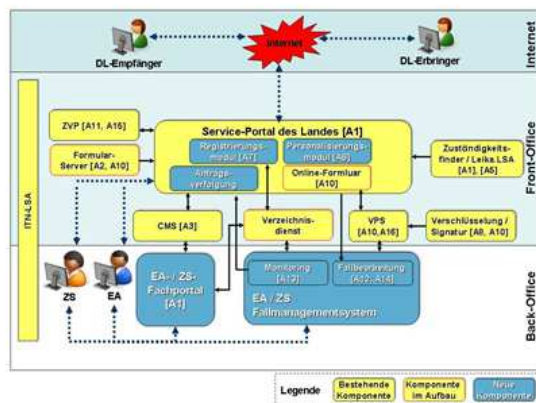 Internet
DL-Empfänger
DL-Erbringer
Internet
ITN-LSA
ZVP [A11, A16]
Formular-
Server [A2, A10]
Service-Portal des Landes [A1]
Registrierungs-
modul [A7]
Personalisierungs-
modul [A6]
Antrags-
verfolgung
Online-Formluar
[A10]
Zuständigkeits-
finder / Leika.LSA
[A1], [A5]
Front-Office
CMS [A3]
Verzeichnis-
dienst
VPS
[A10,A16]
Verschlüsselung /
Signatur [A9, A10]
ZS
EA
EA- / ZS-
Fachportal
[A1]
Monitoring
[A13]
Fallbearbeitung
[A12, A14]
EA / ZS
Fallmanagementsystem
Back-Office
Legende
Bestehende
Komponente
Komponente
im Aufbau
Neue
Komponente